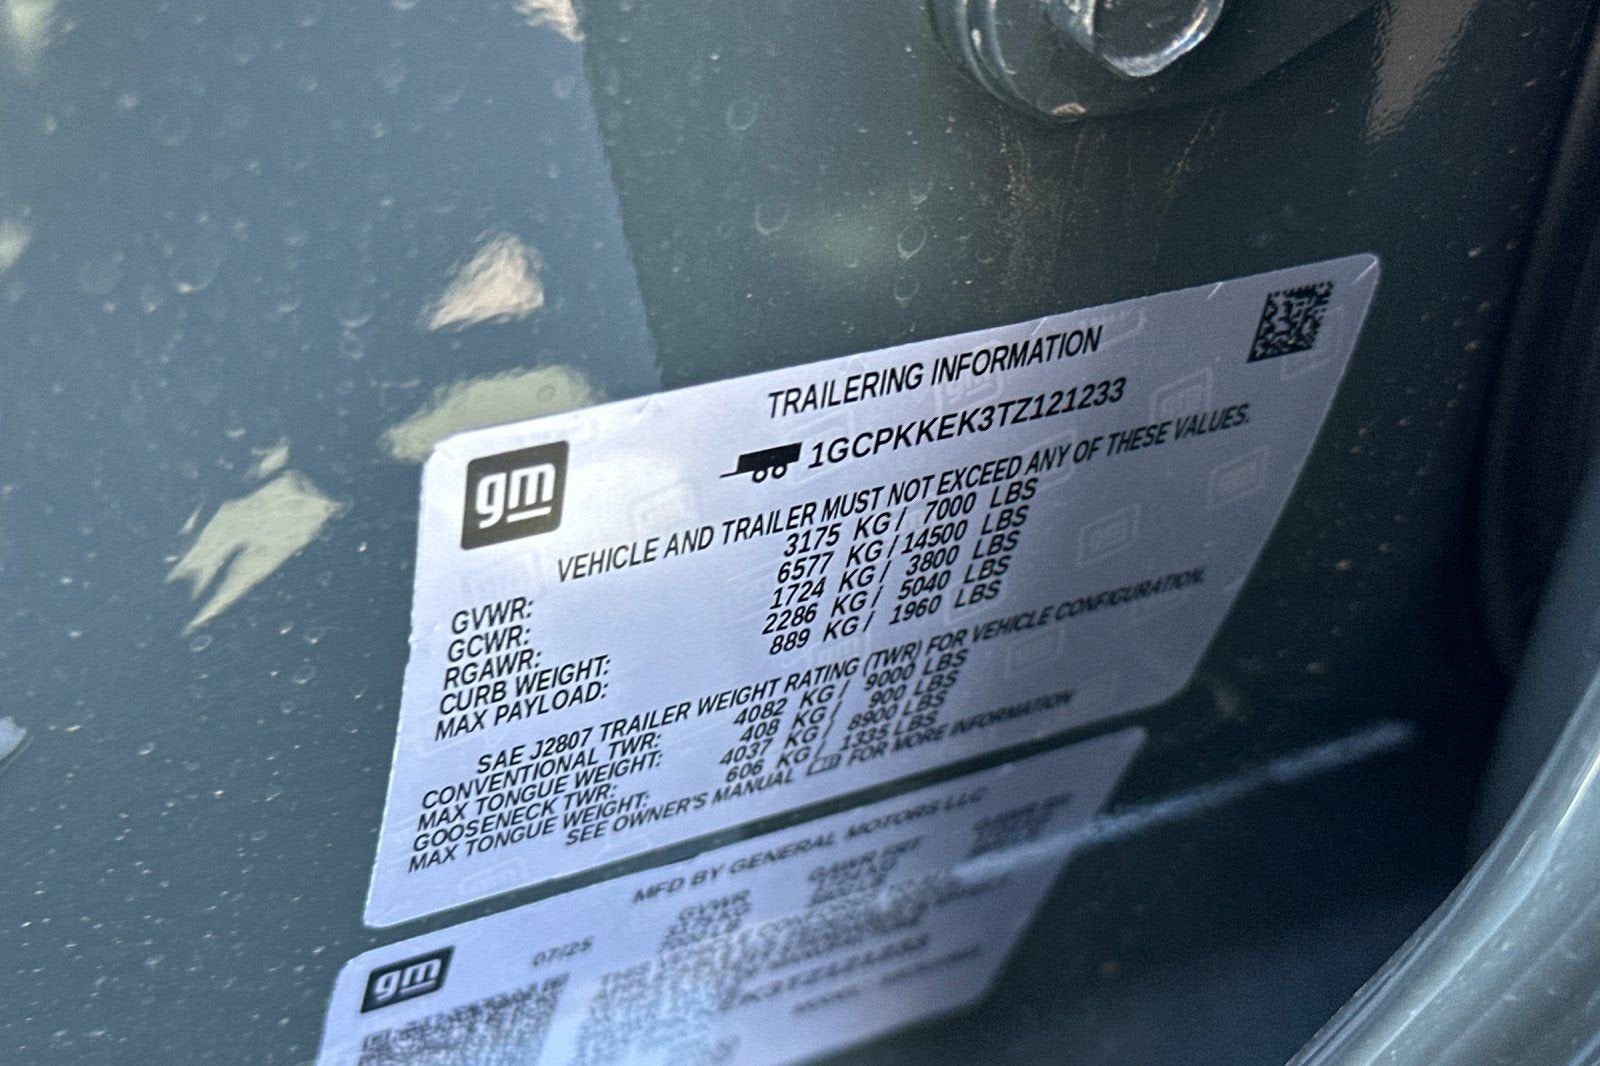 TRAILERING INFORMATION
gm
1GCPKKEK3TZ121233
VEHICLE AND TRAILER MUST NOT EXCEED ANY OF THESE VALUES.
GVWR: 3175 KG / 7000 LBS
GCWR: 6577 KG / 14500 LBS
RGAWR: 1724 KG / 3800 LBS
CURB WEIGHT: 2286 KG / 5040 LBS
MAX PAYLOAD: 889 KG / 1960 LBS
SAE J2807 TRAILER WEIGHT RATING (TWR) FOR VEHICLE CONFIGURATION.
CONVENTIONAL TWR: 4082 KG / 9000 LBS
MAX TONGUE WEIGHT: 408 KG / 900 LBS
GOOSENECK TWR: 4037 KG / 8900 LBS
MAX TONGUE WEIGHT: 606 KG / 1335 LBS
SEE OWNER'S MANUAL FOR MORE INFORMATION
MFD BY GENERAL MOTORS LLC
gm
07/25
GVWR